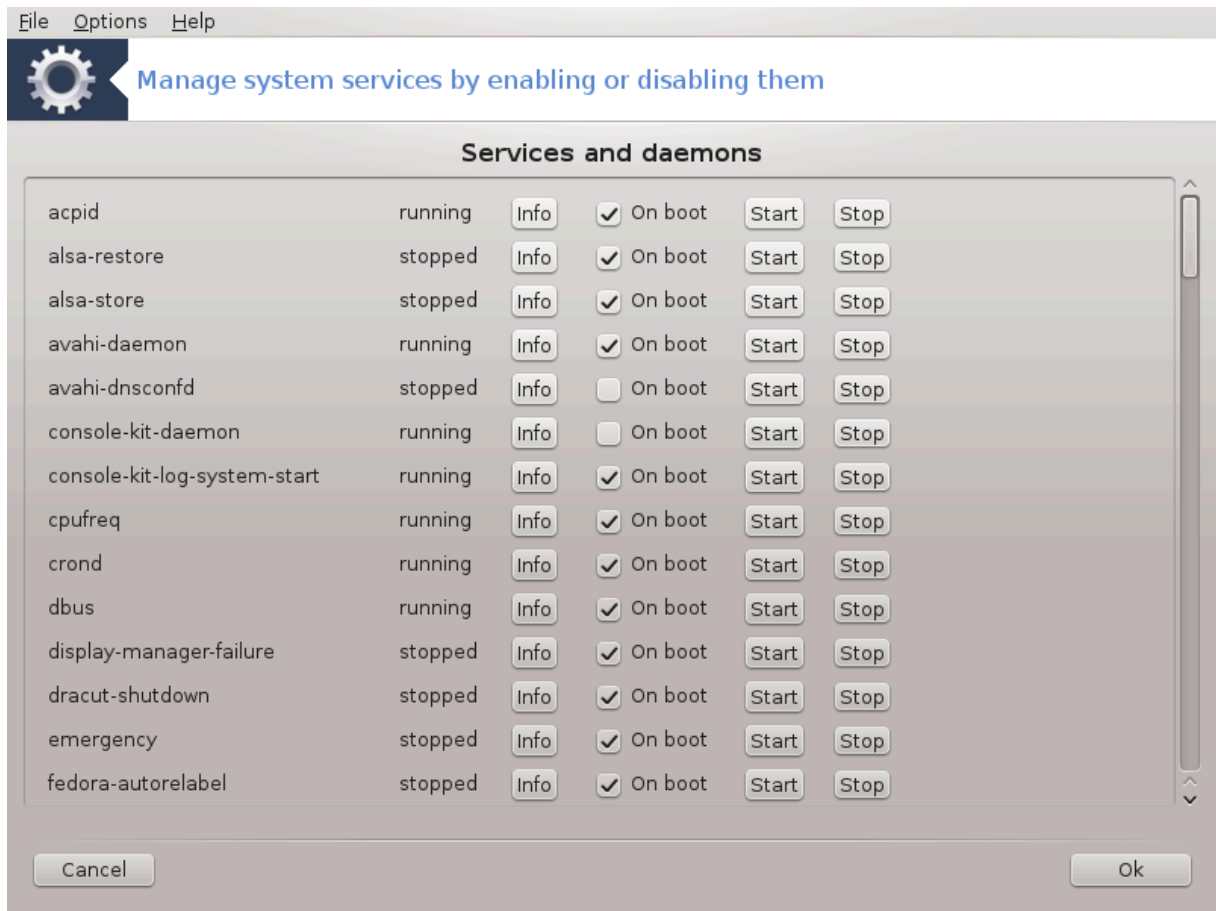 File Options Help
Manage system services by enabling or disabling them
Services and daemons
acpid running Info On boot Start Stop
alsa-restore stopped Info On boot Start Stop
alsa-store stopped Info On boot Start Stop
avahi-daemon running Info On boot Start Stop
avahi-dnsconfd stopped Info On boot Start Stop
console-kit-daemon running Info On boot Start Stop
console-kit-log-system-start running Info On boot Start Stop
cpufreq running Info On boot Start Stop
crond running Info On boot Start Stop
dbus running Info On boot Start Stop
display-manager-failure stopped Info On boot Start Stop
dracut-shutdown stopped Info On boot Start Stop
emergency stopped Info On boot Start Stop
fedora-autorelabel stopped Info On boot Start Stop
Cancel Ok